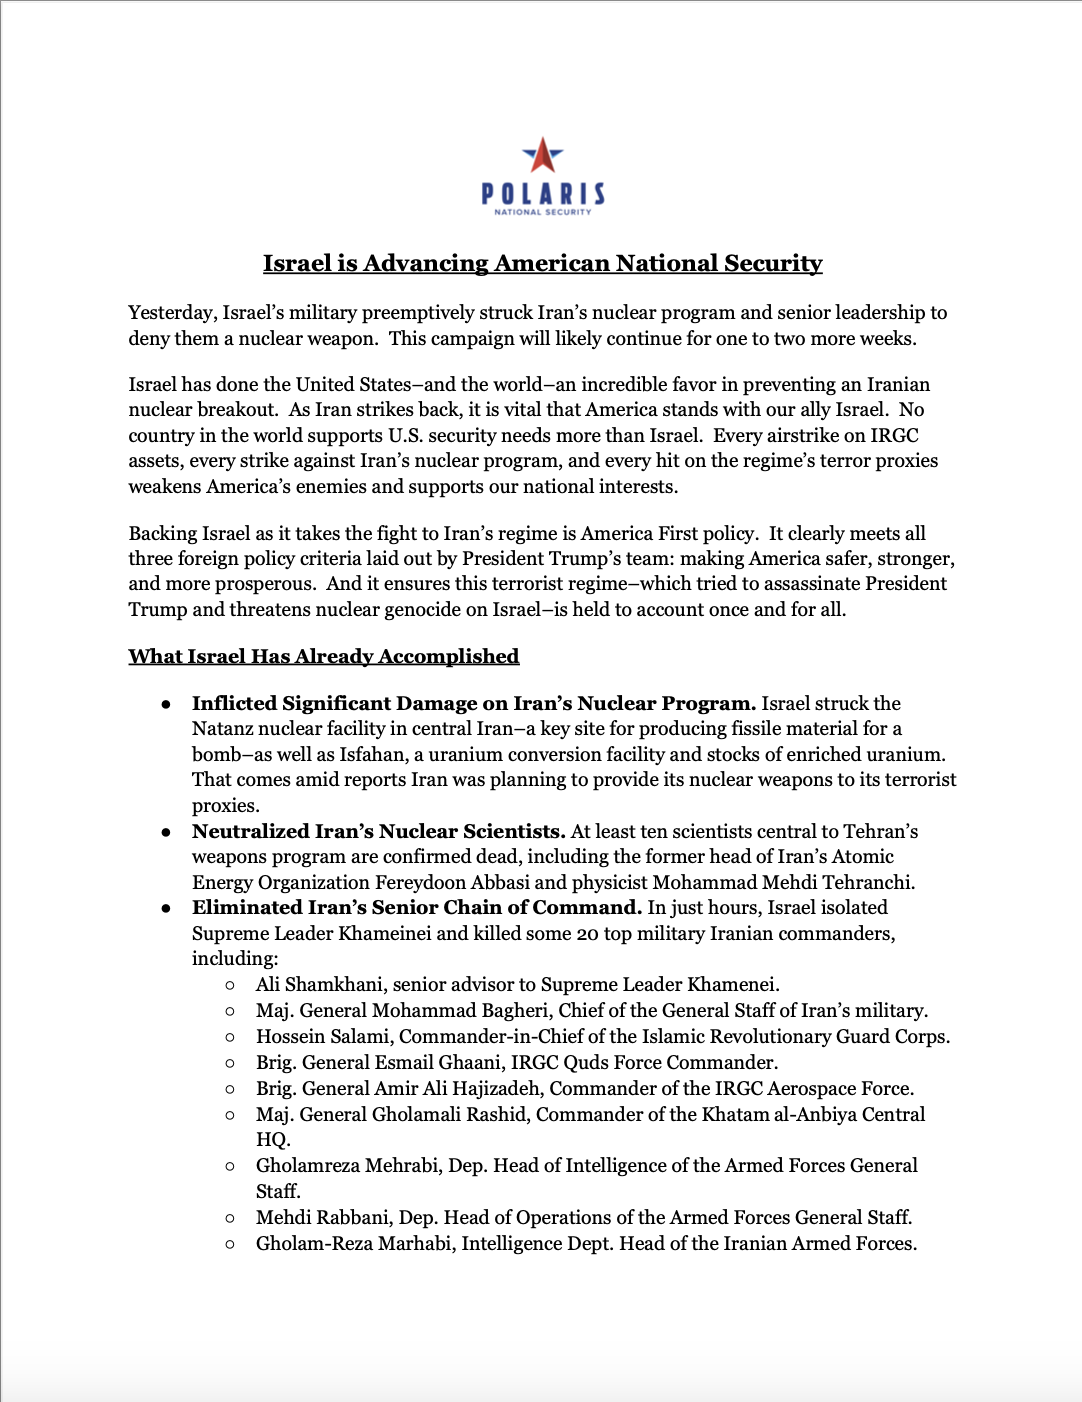 POLARIS
NATIONAL SECURITY
Israel is Advancing American National Security
Yesterday, Israel’s military preemptively struck Iran’s nuclear program and senior leadership to
deny them a nuclear weapon.  This campaign will likely continue for one to two more weeks.
Israel has done the United States–and the world–an incredible favor in preventing an Iranian
nuclear breakout.  As Iran strikes back, it is vital that America stands with our ally Israel.  No
country in the world supports U.S. security needs more than Israel.  Every airstrike on IRGC
assets, every strike against Iran’s nuclear program, and every hit on the regime’s terror proxies
weakens America’s enemies and supports our national interests.
Backing Israel as it takes the fight to Iran’s regime is America First policy.  It clearly meets all
three foreign policy criteria laid out by President Trump’s team: making America safer, stronger,
and more prosperous.  And it ensures this terrorist regime–which tried to assassinate President
Trump and threatens nuclear genocide on Israel–is held to account once and for all.
What Israel Has Already Accomplished
● Inflicted Significant Damage on Iran’s Nuclear Program. Israel struck the
Natanz nuclear facility in central Iran–a key site for producing fissile material for a
bomb–as well as Isfahan, a uranium conversion facility and stocks of enriched uranium.
That comes amid reports Iran was planning to provide its nuclear weapons to its terrorist
proxies.
● Neutralized Iran’s Nuclear Scientists. At least ten scientists central to Tehran’s
weapons program are confirmed dead, including the former head of Iran’s Atomic
Energy Organization Fereydoon Abbasi and physicist Mohammad Mehdi Tehranchi.
● Eliminated Iran’s Senior Chain of Command. In just hours, Israel isolated
Supreme Leader Khameinei and killed some 20 top military Iranian commanders,
including:
○ Ali Shamkhani, senior advisor to Supreme Leader Khamenei.
○ Maj. General Mohammad Bagheri, Chief of the General Staff of Iran’s military.
○ Hossein Salami, Commander-in-Chief of the Islamic Revolutionary Guard Corps.
○ Brig. General Esmail Ghaani, IRGC Quds Force Commander.
○ Brig. General Amir Ali Hajizadeh, Commander of the IRGC Aerospace Force.
○ Maj. General Gholamali Rashid, Commander of the Khatam al-Anbiya Central
HQ.
○ Gholamreza Mehrabi, Dep. Head of Intelligence of the Armed Forces General
Staff.
○ Mehdi Rabbani, Dep. Head of Operations of the Armed Forces General Staff.
○ Gholam-Reza Marhabi, Intelligence Dept. Head of the Iranian Armed Forces.